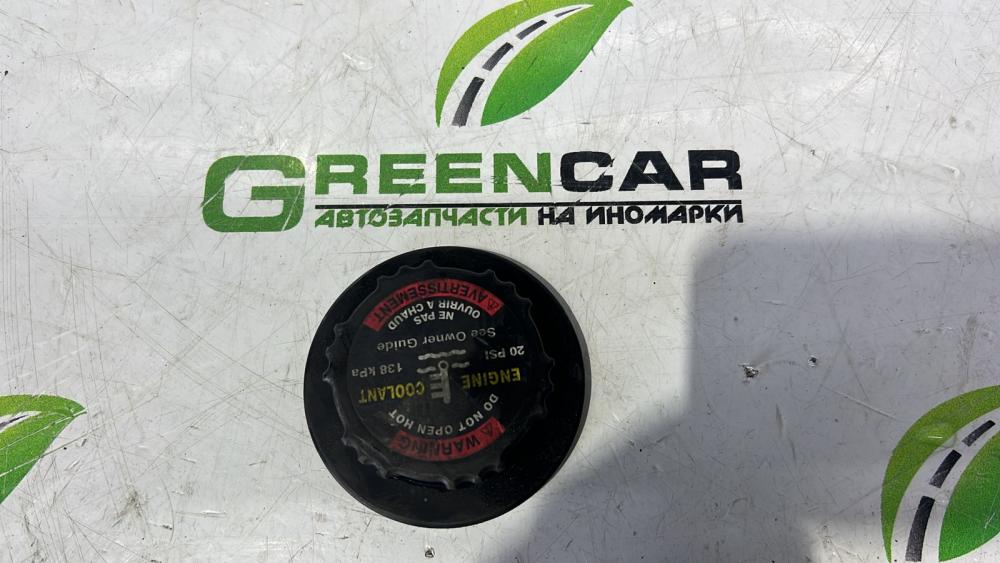 GREENCAR
АВТОЗАПЧАСТИ НА ИНОМАРКИ
WARNING
DO NOT OPEN HOT
ENGINE COOLANT
20 PSI 138 kPa
See Owner Guide
NE PAS
OUVRIR A CHAUD
AVERTISSEMENT